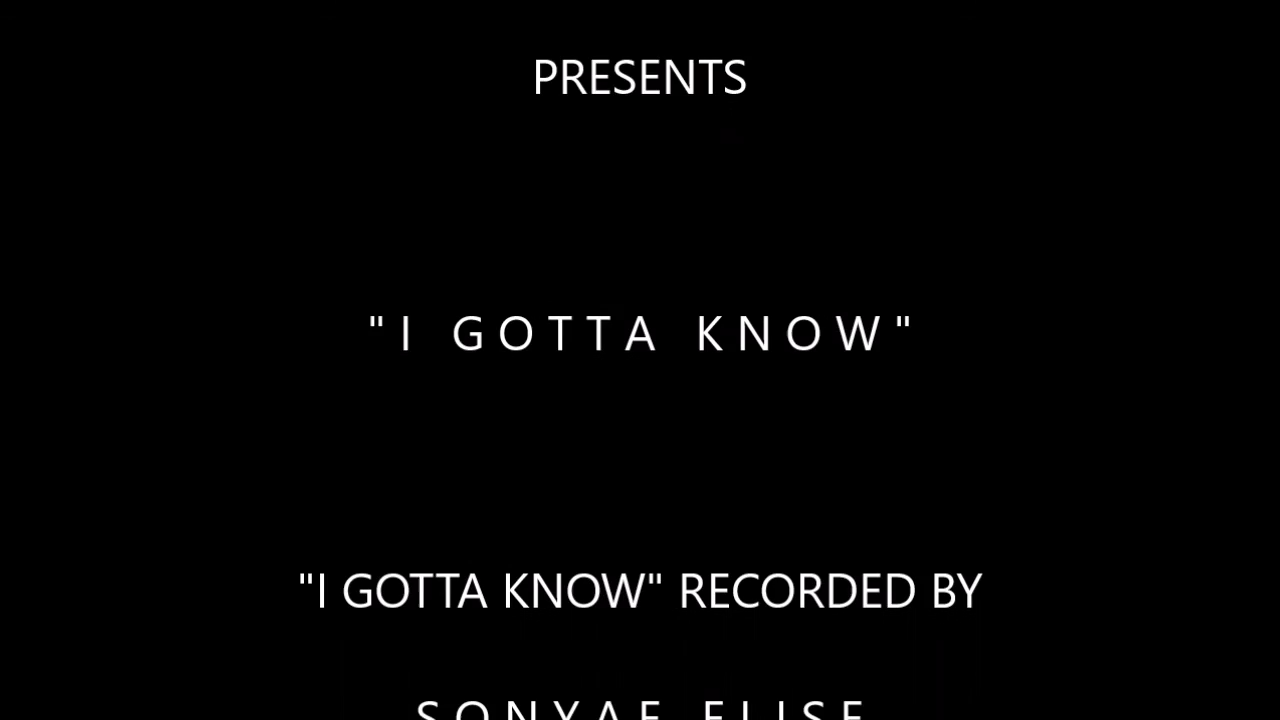 PRESENTS
"I GOTTA KNOW"
"I GOTTA KNOW" RECORDED BY
SONYAE ELISE